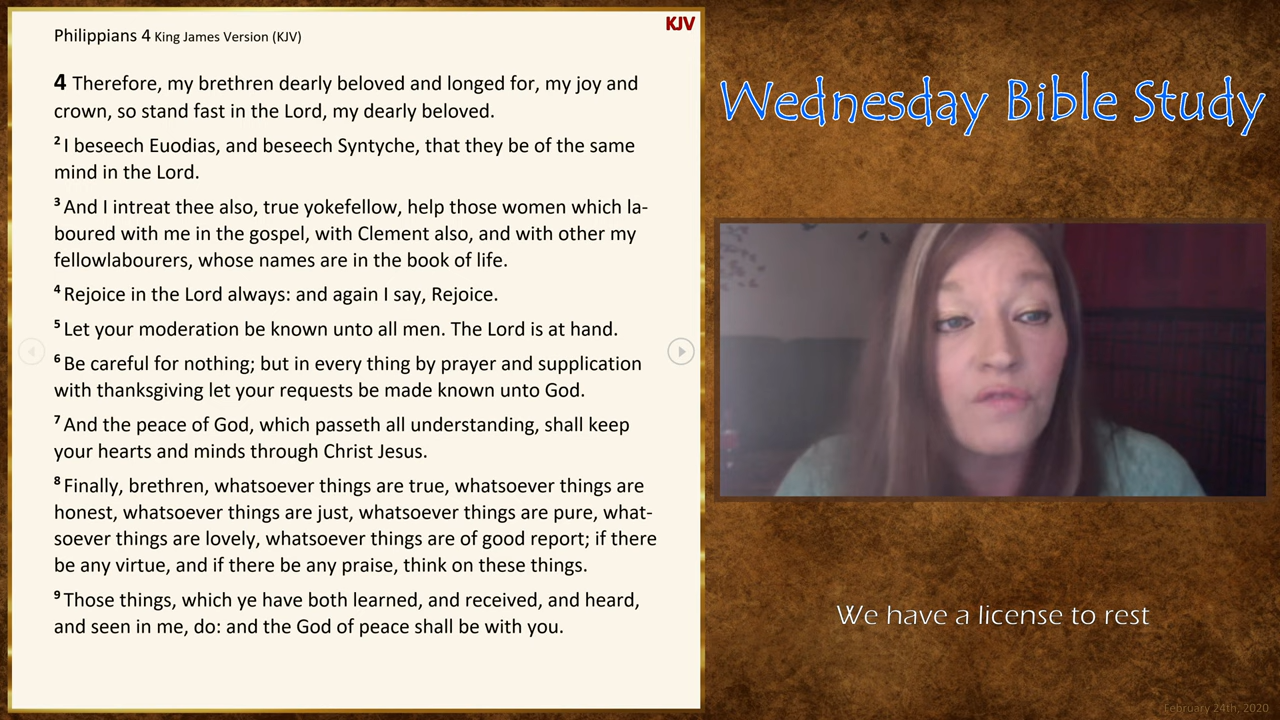 KJV
Philippians 4 King James Version (KJV)
4 Therefore, my brethren dearly beloved and longed for, my joy and
crown, so stand fast in the Lord, my dearly beloved.
2 I beseech Euodias, and beseech Syntyche, that they be of the same
mind in the Lord.
3 And I intreat thee also, true yokefellow, help those women which la-
boured with me in the gospel, with Clement also, and with other my
fellowlabourers, whose names are in the book of life.
4 Rejoice in the Lord always: and again I say, Rejoice.
5 Let your moderation be known unto all men. The Lord is at hand.
6 Be careful for nothing; but in every thing by prayer and supplication
with thanksgiving let your requests be made known unto God.
7 And the peace of God, which passeth all understanding, shall keep
your hearts and minds through Christ Jesus.
8 Finally, brethren, whatsoever things are true, whatsoever things are
honest, whatsoever things are just, whatsoever things are pure, what-
soever things are lovely, whatsoever things are of good report; if there
be any virtue, and if there be any praise, think on these things.
9 Those things, which ye have both learned, and received, and heard,
and seen in me, do: and the God of peace shall be with you.
Wednesday Bible Study
We have a license to rest
February 24th, 2020